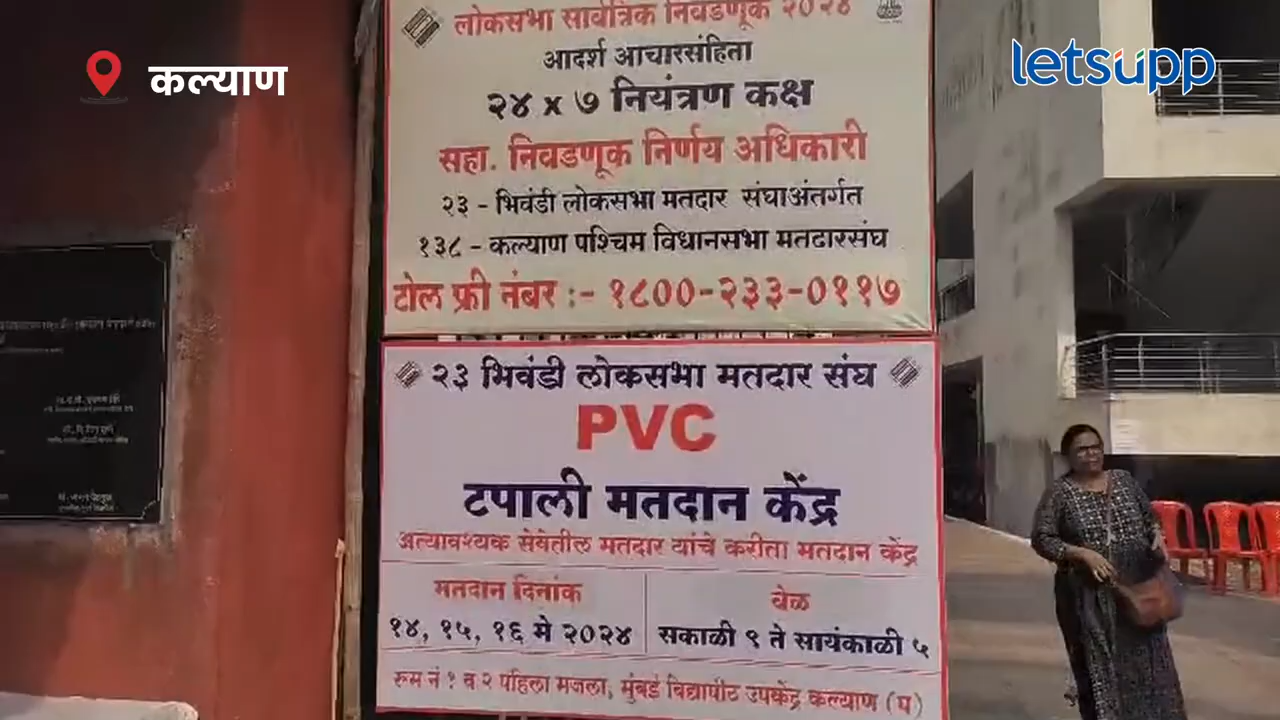 कल्याण
letsupp
लोकसभा सार्वत्रिक निवडणूक २०२४
आदर्श आचारसंहिता
२४ x ७ नियंत्रण कक्ष
सहा. निवडणूक निर्णय अधिकारी
२३ - भिवंडी लोकसभा मतदार संघाअंतर्गत
१३८ - कल्याण पश्चिम विधानसभा मतदारसंघ
टोल फ्री नंबर :- १८००-२३३-०११७
२३ भिवंडी लोकसभा मतदार संघ
PVC
टपाली मतदान केंद्र
अत्यावश्यक सेवेतील मतदार यांचे करीता मतदान केंद्र
मतदान दिनांक
वेळ
१४, १५, १६ मे २०२४
सकाळी ९ ते सायंकाळी ५
रुम नं १ व २ पहिला मजला, मुंबई विद्यापीठ उपकेंद्र कल्याण (प)